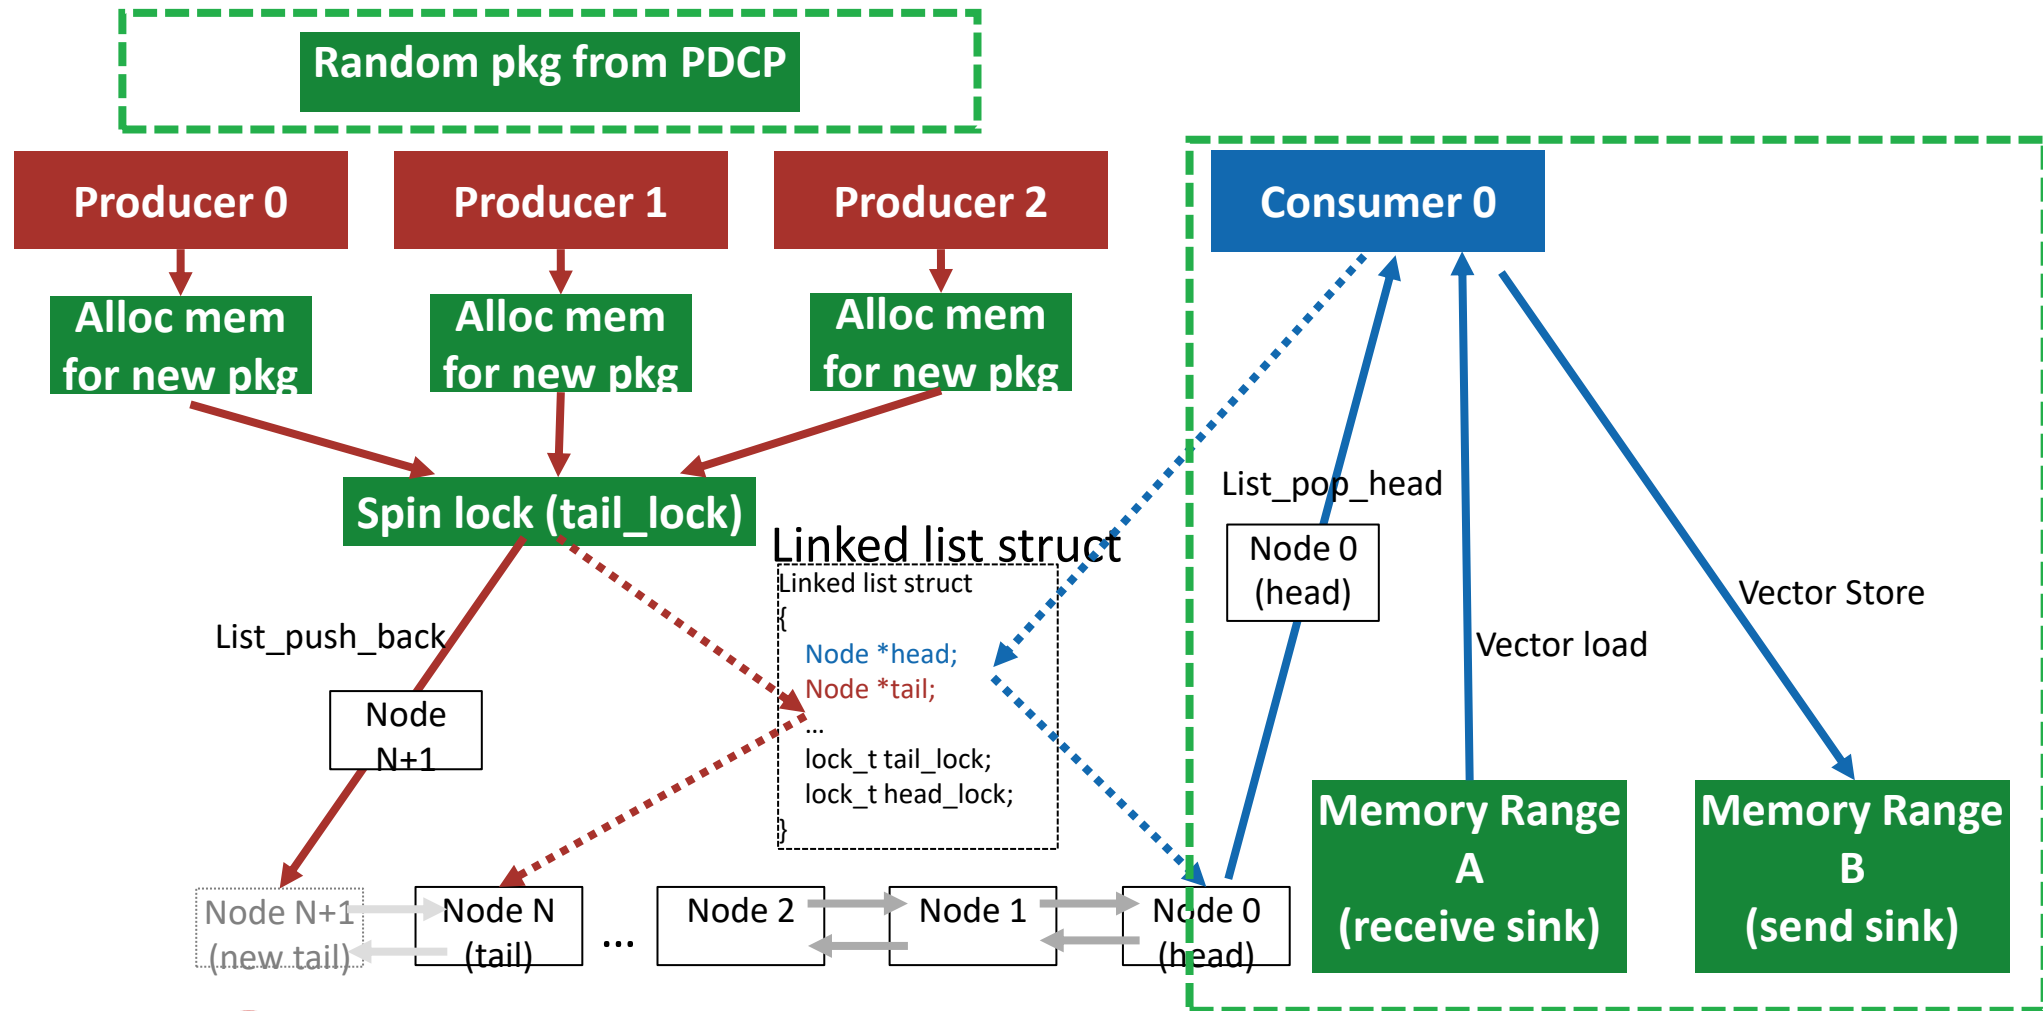 Random pkg from PDCP
Producer 0
Producer 1
Producer 2
Consumer 0
Alloc mem
for new pkg
Alloc mem
for new pkg
Alloc mem
for new pkg
Spin lock (tail_lock)
List_pop_head
Node 0
(head)
Linked list struct
Linked list struct
{
Node *head;
Node *tail;
...
lock_t tail_lock;
lock_t head_lock;
}
Vector Store
Vector load
List_push_back
Node
N+1
Memory Range
A
(receive sink)
Memory Range
B
(send sink)
Node N+1
(new tail)
Node N
(tail)
...
Node 2
Node 1
Node 0
(head)